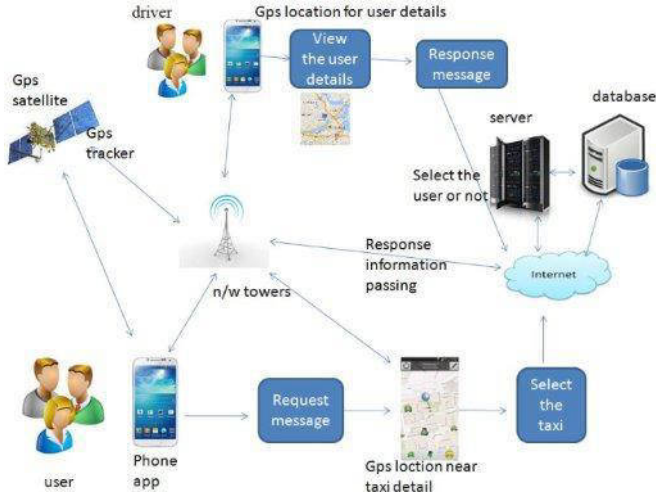 driver
Gps location for user details
View
the user
details
Response
message
Gps
satellite
Gps
tracker
server
database
Select the
user or not
Response
information
passing
Internet
n/w towers
Request
message
Select
the
taxi
user
Phone
app
Gps loction near
taxi detail